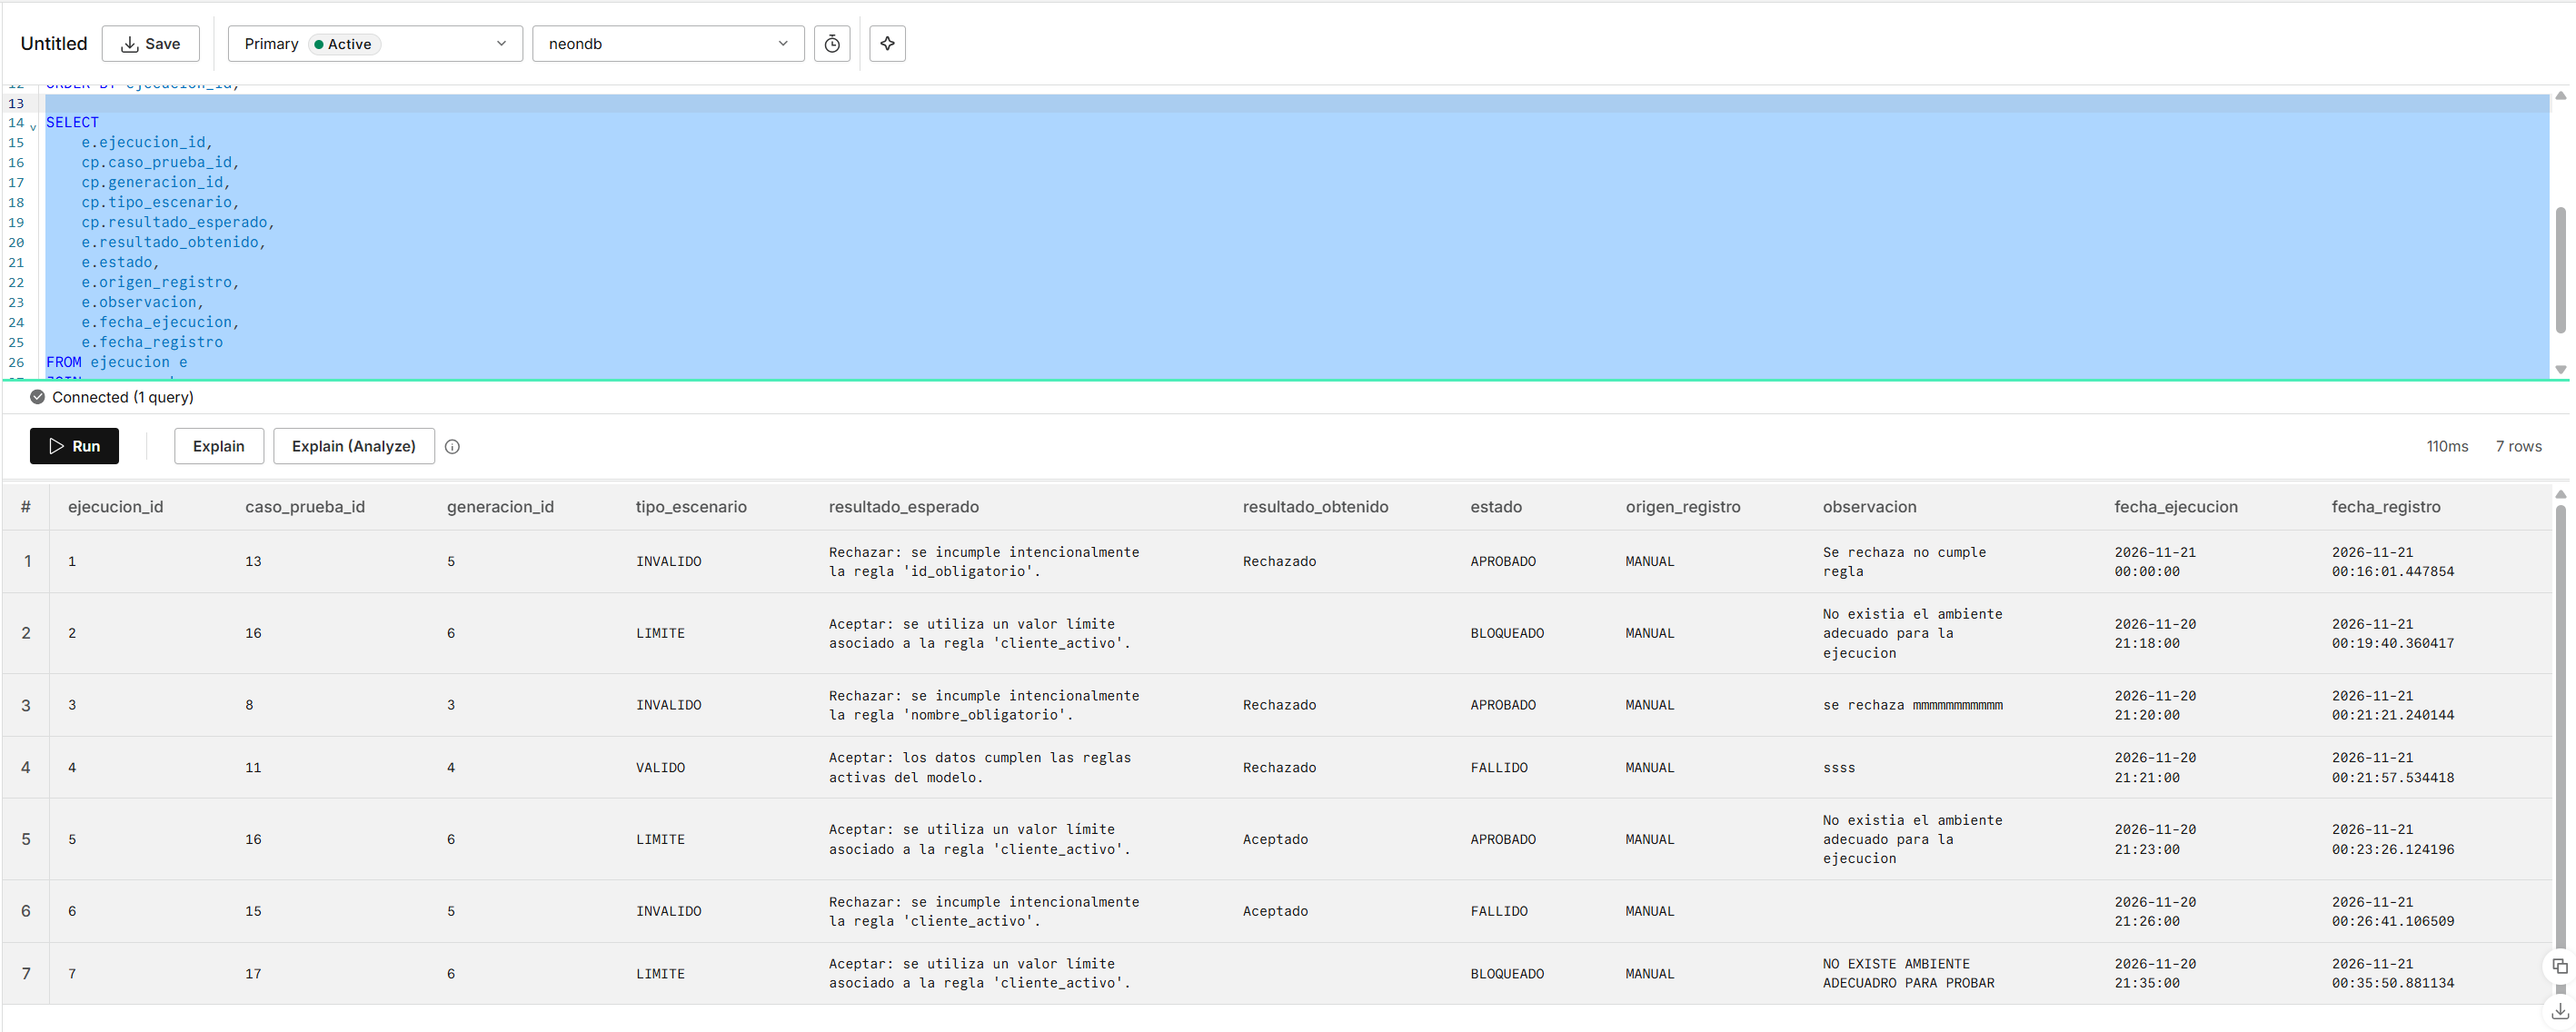 Untitled Save Primary Active neondb
12 ORDER BY ejecucion_id;
13
14 SELECT
15 e.ejecucion_id,
16 cp.caso_prueba_id,
17 cp.generacion_id,
18 cp.tipo_escenario,
19 cp.resultado_esperado,
20 e.resultado_obtenido,
21 e.estado,
22 e.origen_registro,
23 e.observacion,
24 e.fecha_ejecucion,
25 e.fecha_registro
26 FROM ejecucion e
Connected (1 query)
Run Explain Explain (Analyze) 110ms 7 rows
# ejecucion_id caso_prueba_id generacion_id tipo_escenario resultado_esperado resultado_obtenido estado origen_registro observacion fecha_ejecucion fecha_registro
Rechazar: se incumple intencionalmente Se rechaza no cumple 2026-11-21 2026-11-21
1 1 13 5 INVALIDO Rechazado APROBADO MANUAL
la regla 'id_obligatorio'. regla 00:00:00 00:16:01.447854
No existia el ambiente
Aceptar: se utiliza un valor límite 2026-11-20 2026-11-21
2 2 16 6 LIMITE BLOQUEADO MANUAL adecuado para la
asociado a la regla 'cliente_activo'. 21:18:00 00:19:40.360417
ejecucion
Rechazar: se incumple intencionalmente 2026-11-20 2026-11-21
3 3 8 3 INVALIDO Rechazado APROBADO MANUAL se rechaza mmmmmmmmmmm
la regla 'nombre_obligatorio'. 21:20:00 00:21:21.240144
Aceptar: los datos cumplen las reglas 2026-11-20 2026-11-21
4 4 11 4 VALIDO Rechazado FALLIDO MANUAL ssss
activas del modelo. 21:21:00 00:21:57.534418
No existia el ambiente
Aceptar: se utiliza un valor límite 2026-11-20 2026-11-21
5 5 16 6 LIMITE Aceptado APROBADO MANUAL adecuado para la
asociado a la regla 'cliente_activo'. 21:23:00 00:23:26.124196
ejecucion
Rechazar: se incumple intencionalmente 2026-11-20 2026-11-21
6 6 15 5 INVALIDO Aceptado FALLIDO MANUAL
la regla 'cliente_activo'. 21:26:00 00:26:41.106509
Aceptar: se utiliza un valor límite NO EXISTE AMBIENTE 2026-11-20 2026-11-21
7 7 17 6 LIMITE BLOQUEADO MANUAL
asociado a la regla 'cliente_activo'. ADECUADRO PARA PROBAR 21:35:00 00:35:50.881134